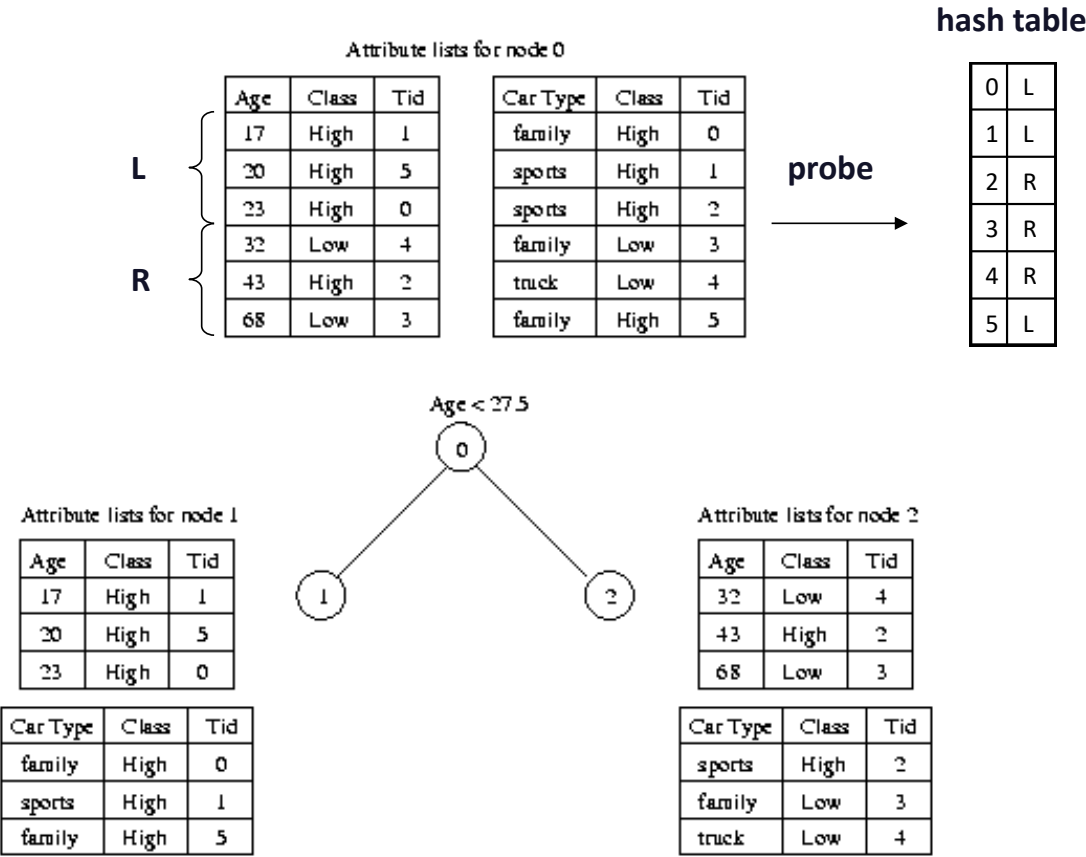 hash table
Attribute lists for node 0
Age Class Tid
17 High 1
20 High 5
23 High 0
32 Low 4
43 High 2
68 Low 3
L
R
Car Type Class Tid
family High 0
sports High 1
sports High 2
family Low 3
truck Low 4
family High 5
probe
0 L
1 L
2 R
3 R
4 R
5 L
Age < 27.5
0
1
2
Attribute lists for node 1
Age Class Tid
17 High 1
20 High 5
23 High 0
Car Type Class Tid
family High 0
sports High 1
family High 5
Attribute lists for node 2
Age Class Tid
32 Low 4
43 High 2
68 Low 3
Car Type Class Tid
sports High 2
family Low 3
truck Low 4